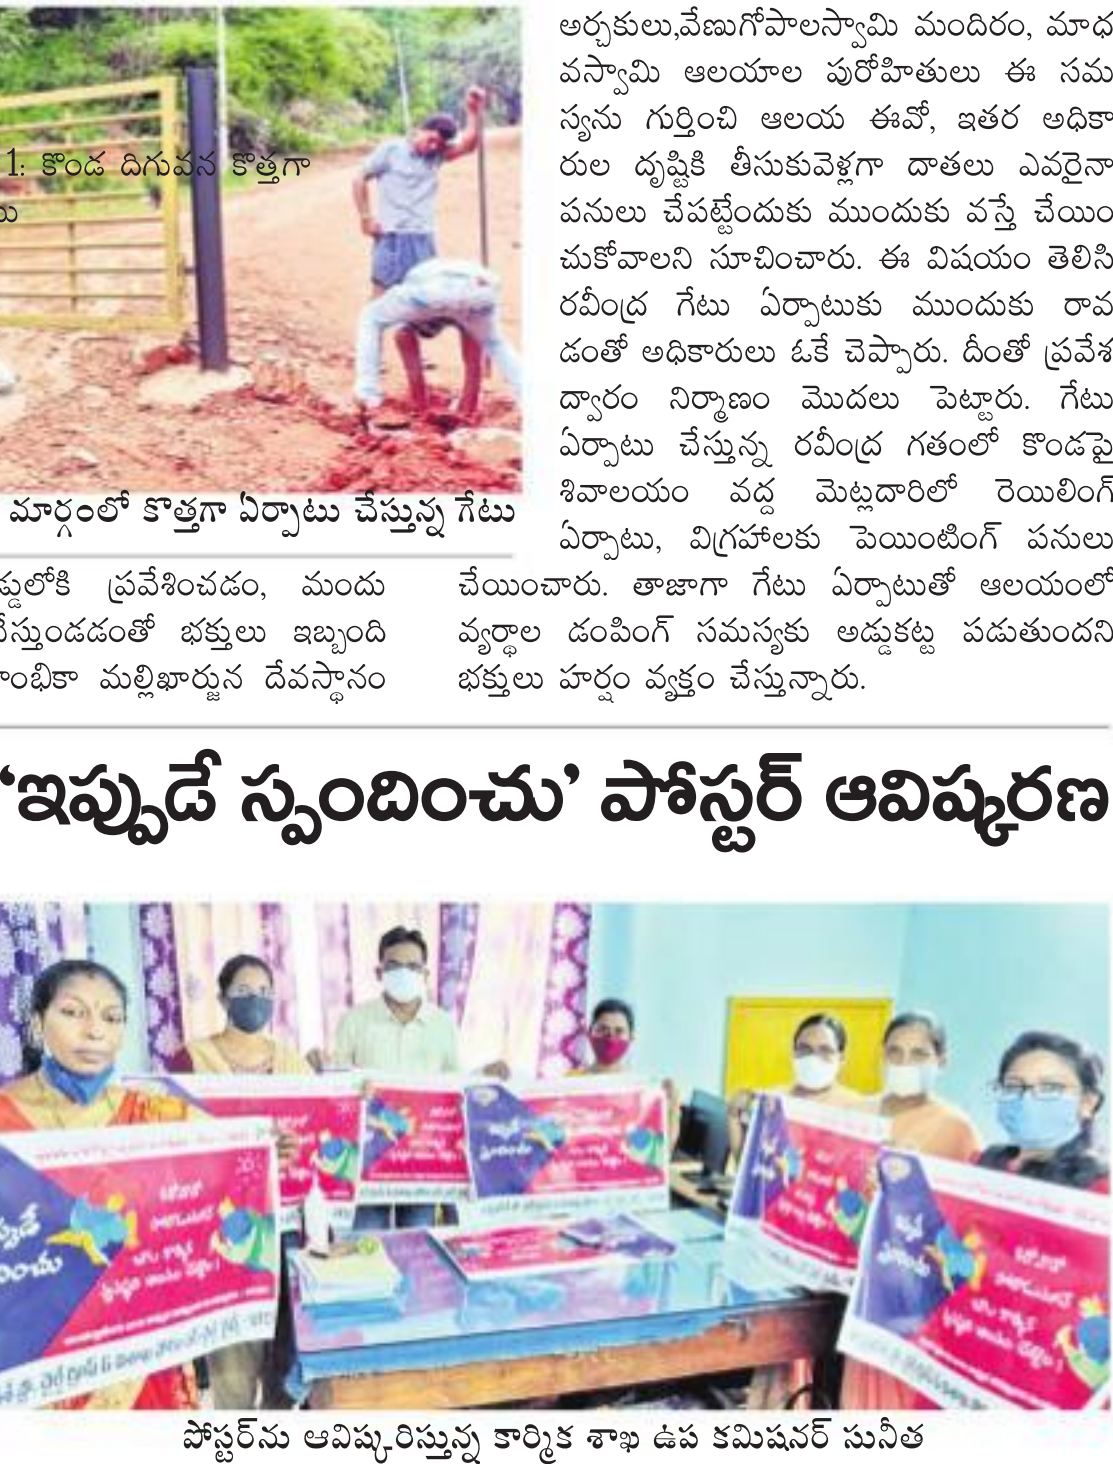 1: కొండ దిగువన కొత్తగా
మార్గంలో కొత్తగా ఏర్పాటు చేస్తున్న గేటు
ప్రవేశించడం, మందు
భక్తులు ఇబ్బంది
మల్లిఖార్జున దేవస్థానం
అర్చకులు,వేణుగోపాలస్వామి మందిరం, మాధ
వస్వామి ఆలయాల పురోహితులు ఈ సమ
స్యను గుర్తించి ఆలయ ఈవో, ఇతర అధికా
రుల దృష్టికి తీసుకువెళ్లగా దాతలు ఎవరైనా
పనులు చేపట్టేందుకు ముందుకు వస్తే చేయిం
చుకోవాలని సూచించారు. ఈ విషయం తెలిసి
రవీంద్ర గేటు ఏర్పాటుకు ముందుకు రావ
డంతో అధికారులు ఓకే చెప్పారు. దీంతో ప్రవేశ
ద్వారం నిర్మాణం మొదలు పెట్టారు. గేటు
ఏర్పాటు చేస్తున్న రవీంద్ర గతంలో కొండపై
శివాలయం వద్ద మెట్లదారిలో రెయిలింగ్
ఏర్పాటు, విగ్రహాలకు పెయింటింగ్ పనులు
చేయించారు. తాజాగా గేటు ఏర్పాటుతో ఆలయంలో
వ్యర్థాల డంపింగ్ సమస్యకు అడ్డుకట్ట పడుతుందని
భక్తులు హర్షం వ్యక్తం చేస్తున్నారు.
‘ఇప్పుడే స్పందించు’ పోస్టర్ ఆవిష్కరణ
పోస్టర్‌ను ఆవిష్కరిస్తున్న కార్మిక శాఖ ఉప కమిషనర్ సునీత